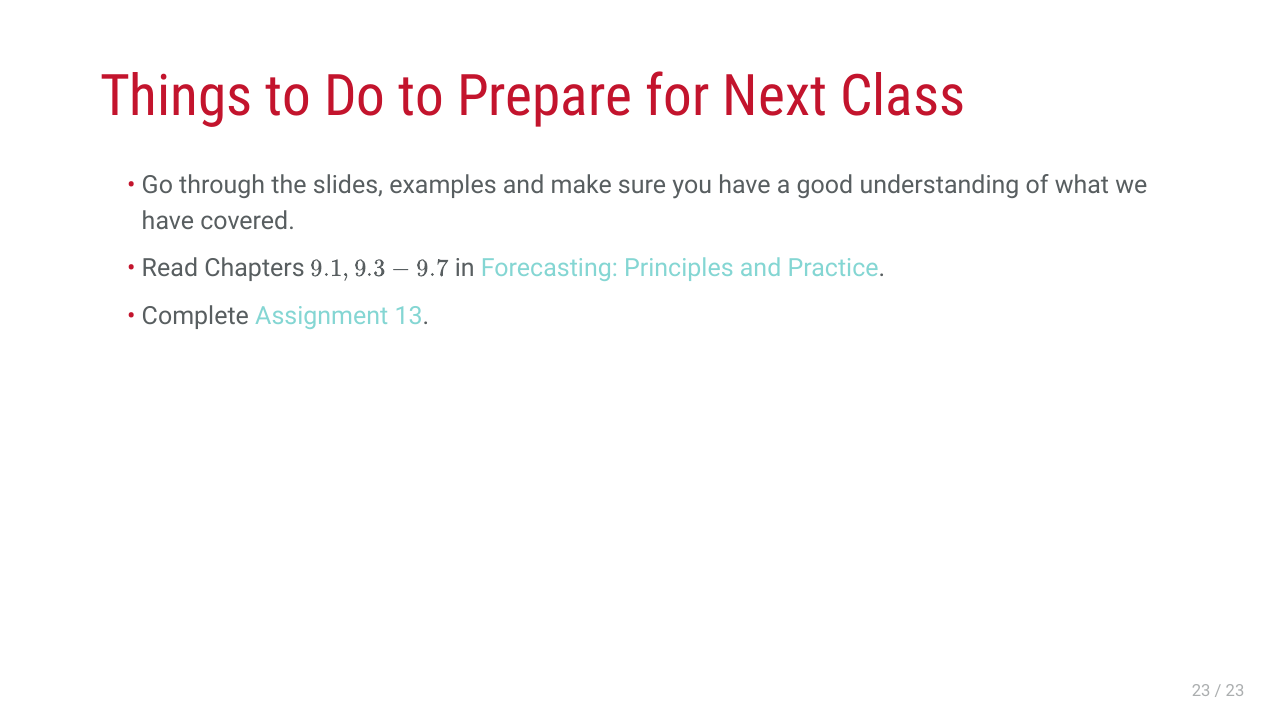 Things to Do to Prepare for Next Class
• Go through the slides, examples and make sure you have a good understanding of what we
have covered.
• Read Chapters 9.1, 9.3 − 9.7 in Forecasting: Principles and Practice.
• Complete Assignment 13.
23 / 23